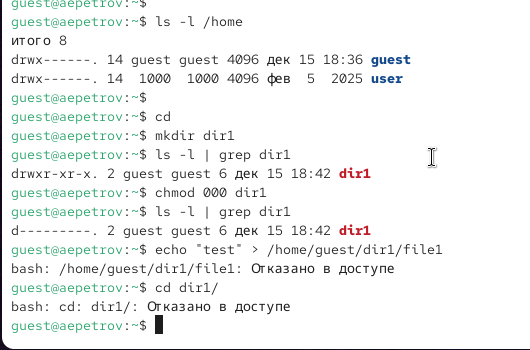 guest@aepetrov:~$
guest@aepetrov:~$ ls -l /home
итого 8
drwx------. 14 guest guest 4096 дек 15 18:36 guest
drwx------. 14  1000  1000 4096 фев  5  2025 user
guest@aepetrov:~$
guest@aepetrov:~$ cd
guest@aepetrov:~$ mkdir dir1
guest@aepetrov:~$ ls -l | grep dir1
drwxr-xr-x. 2 guest guest 6 дек 15 18:42 dir1
guest@aepetrov:~$ chmod 000 dir1
guest@aepetrov:~$ ls -l | grep dir1
d---------. 2 guest guest 6 дек 15 18:42 dir1
guest@aepetrov:~$ echo "test" > /home/guest/dir1/file1
bash: /home/guest/dir1/file1: Отказано в доступе
guest@aepetrov:~$ cd dir1/
bash: cd: dir1/: Отказано в доступе
guest@aepetrov:~$